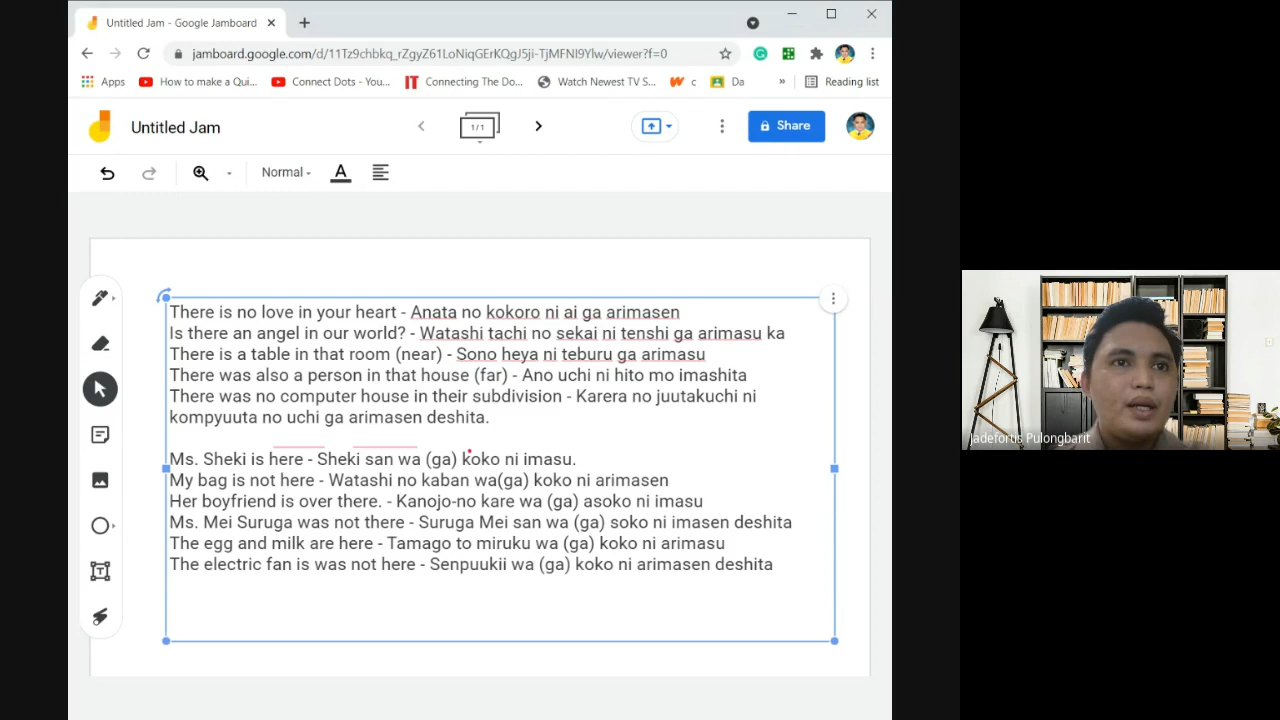 Untitled Jam - Google Jamboard
jamboard.google.com/d/11Tz9chbkq_rZgyZ61LoNiqGErKQgJ5ji-TjMFNI9Ylw/viewer?f=0
Apps How to make a Qui... Connect Dots - You... Connecting The Do... Watch Newest TV S... c Da » Reading list
Untitled Jam 1/1 Share
Normal A
There is no love in your heart - Anata no kokoro ni ai ga arimasen
Is there an angel in our world? - Watashi tachi no sekai ni tenshi ga arimasu ka
There is a table in that room (near) - Sono heya ni teburu ga arimasu
There was also a person in that house (far) - Ano uchi ni hito mo imashita
There was no computer house in their subdivision - Karera no juutakuchi ni
kompyuuta no uchi ga arimasen deshita.
Ms. Sheki is here - Sheki san wa (ga) koko ni imasu.
My bag is not here - Watashi no kaban wa(ga) koko ni arimasen
Her boyfriend is over there. - Kanojo-no kare wa (ga) asoko ni imasu
Ms. Mei Suruga was not there - Suruga Mei san wa (ga) soko ni imasen deshita
The egg and milk are here - Tamago to miruku wa (ga) koko ni arimasu
The electric fan is was not here - Senpuukii wa (ga) koko ni arimasen deshita
Jadefortis Pulongbarit